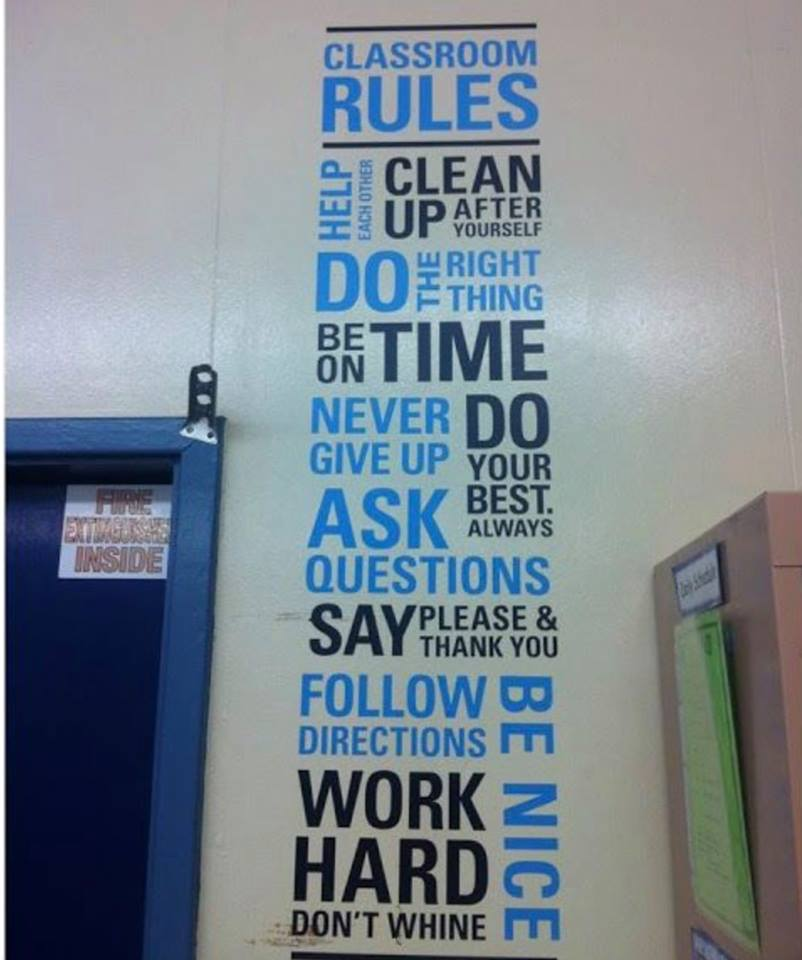 CLASSROOM
RULES
HELP
EACH OTHER
CLEAN
UP AFTER
YOURSELF
DO THE RIGHT
THING
BE
ON TIME
NEVER
GIVE UP
DO
YOUR
BEST.
ALWAYS
ASK
QUESTIONS
SAY PLEASE &
THANK YOU
FOLLOW
DIRECTIONS
BE NICE
WORK
HARD
DON'T WHINE
FIRE
EXTINGUISHER
INSIDE
Daily Schedule